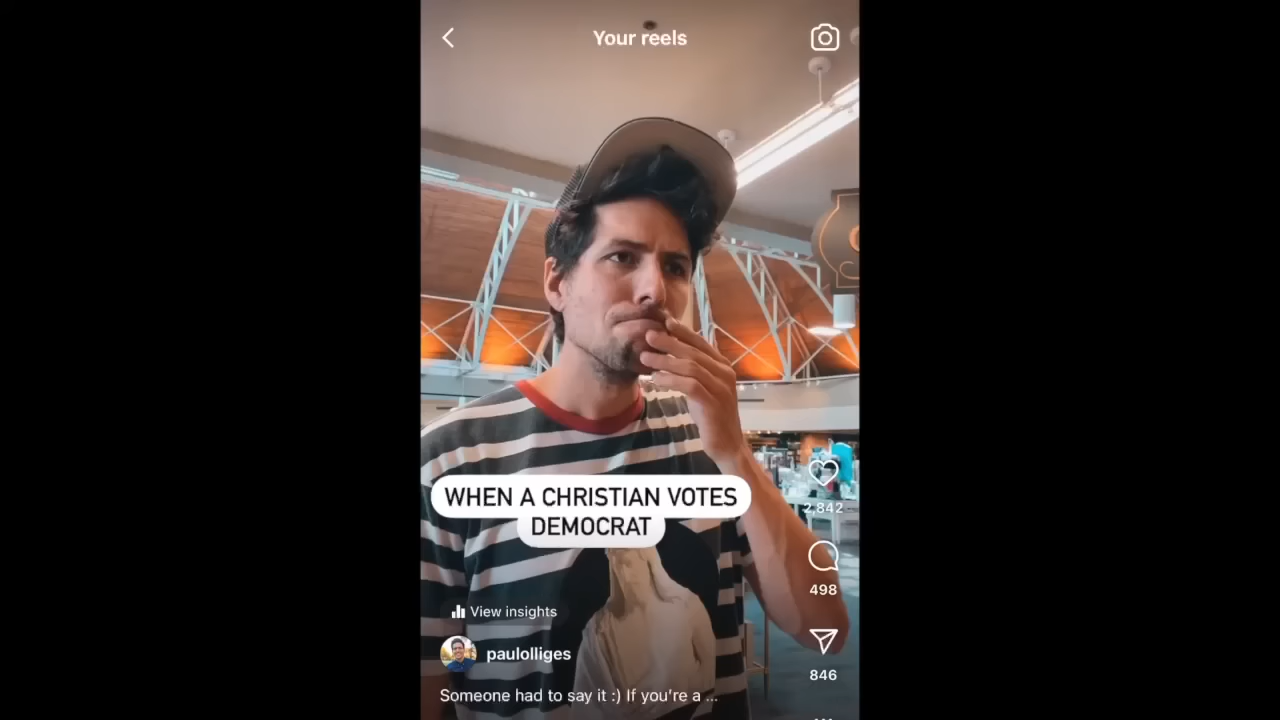 Your reels
WHEN A CHRISTIAN VOTES
DEMOCRAT
2,842
498
View insights
paulolliges
846
Someone had to say it :) If you're a ...